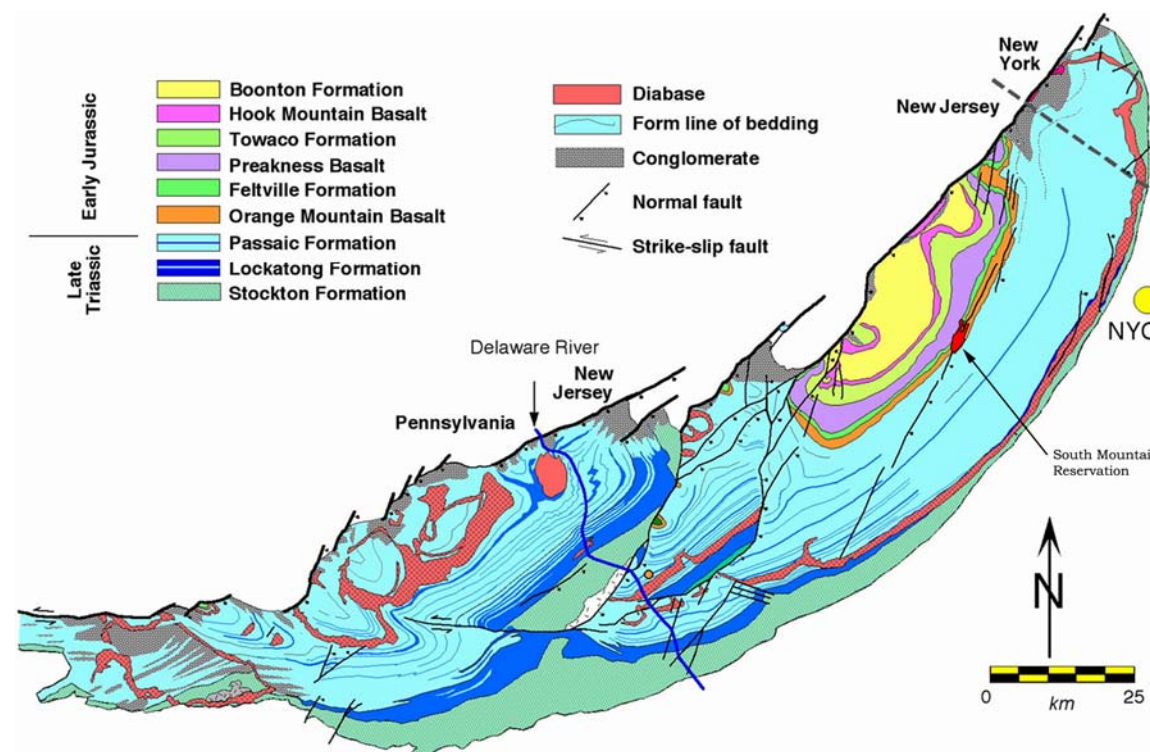 Early Jurassic
Late
Triassic
Boonton Formation
Hook Mountain Basalt
Towaco Formation
Preakness Basalt
Feltville Formation
Orange Mountain Basalt
Passaic Formation
Lockatong Formation
Stockton Formation
Diabase
Form line of bedding
Conglomerate
Normal fault
Strike-slip fault
New
York
New Jersey
NYC
Delaware River
New
Jersey
Pennsylvania
South Mountain
Reservation
N
0 25
km